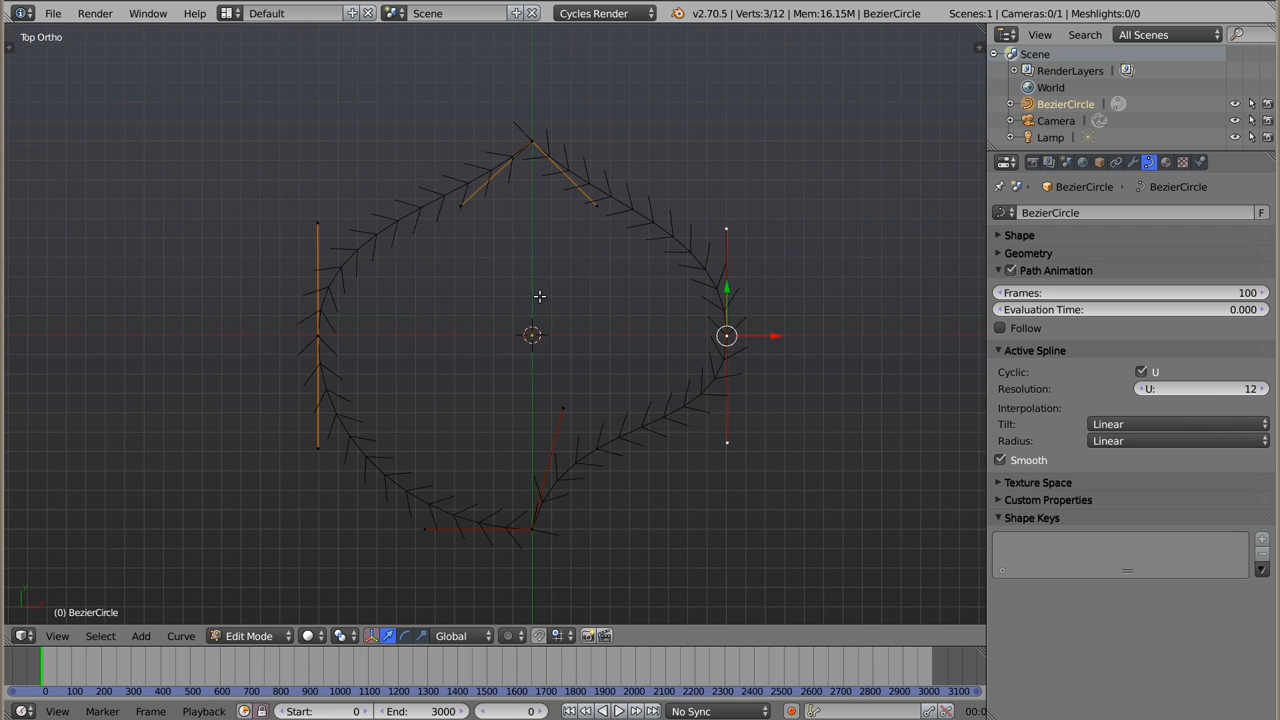 File Render Window Help Default Scene Cycles Render v2.70.5 | Verts:3/12 | Mem:16.15M | BezierCircle Scenes:1 | Cameras:0/1 | Meshlights:0/0
Top Ortho
View Search All Scenes
Scene
RenderLayers
World
BezierCircle
Camera
Lamp
BezierCircle BezierCircle
BezierCircle F
Shape
Geometry
Path Animation
Frames: 100
Evaluation Time: 0.000
Follow
Active Spline
Cyclic: U
Resolution: U: 12
Interpolation:
Tilt: Linear
Radius: Linear
Smooth
Texture Space
Custom Properties
Shape Keys
(0) BezierCircle
View Select Add Curve Edit Mode Global
0 100 200 300 400 500 600 700 800 900 1000 1100 1200 1300 1400 1500 1600 1700 1800 1900 2000 2100 2200 2300 2400 2500 2600 2700 2800 2900 3000 3100
View Marker Frame Playback Start: 0 End: 3000 0 No Sync 00:0